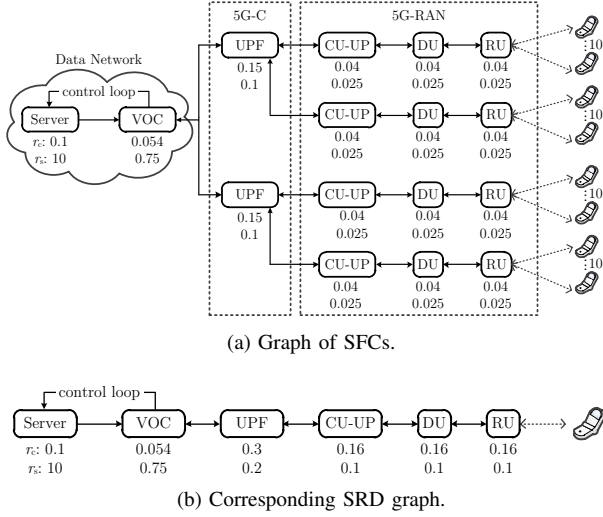 5G-C 5G-RAN
Data Network
control loop
Server VOC UPF CU-UP DU RU
r_c: 0.1 0.054 0.15 0.04 0.04 0.04
r_s: 10 0.75 0.1 0.025 0.025 0.025
:10
CU-UP DU RU
0.04 0.04 0.04
0.025 0.025 0.025
UPF CU-UP DU RU
0.15 0.04 0.04 0.04
0.1 0.025 0.025 0.025
:10
CU-UP DU RU
0.04 0.04 0.04
0.025 0.025 0.025
(a) Graph of SFCs.
control loop
Server VOC UPF CU-UP DU RU
r_c: 0.1 0.054 0.3 0.16 0.16 0.16
r_s: 10 0.75 0.2 0.1 0.1 0.1
(b) Corresponding SRD graph.